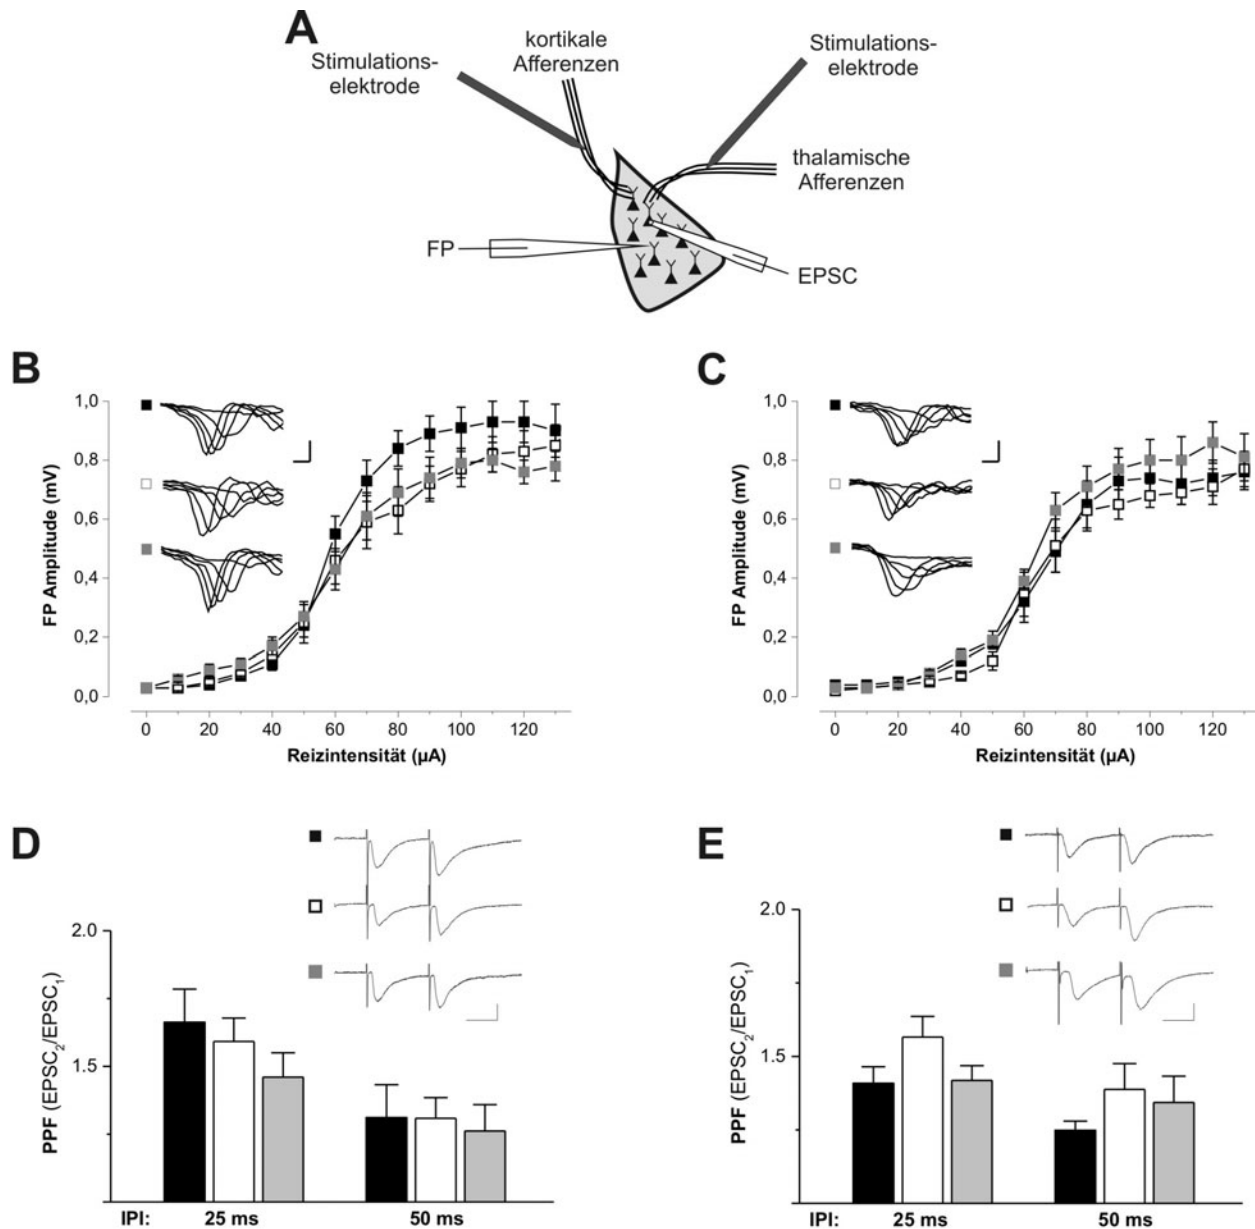 A
kortikale
Afferenzen
Stimulations-
elektrode
Stimulations-
elektrode
thalamische
Afferenzen
FP
EPSC
B
FP Amplitude (mV)
1,0
0,8
0,6
0,4
0,2
0,0
0 20 40 60 80 100 120
Reizintensität (µA)
C
FP Amplitude (mV)
1,0
0,8
0,6
0,4
0,2
0,0
0 20 40 60 80 100 120
Reizintensität (µA)
D
PPF (EPSC₂/EPSC₁)
2.0
1.5
IPI: 25 ms 50 ms
E
PPF (EPSC₂/EPSC₁)
2.0
1.5
IPI: 25 ms 50 ms